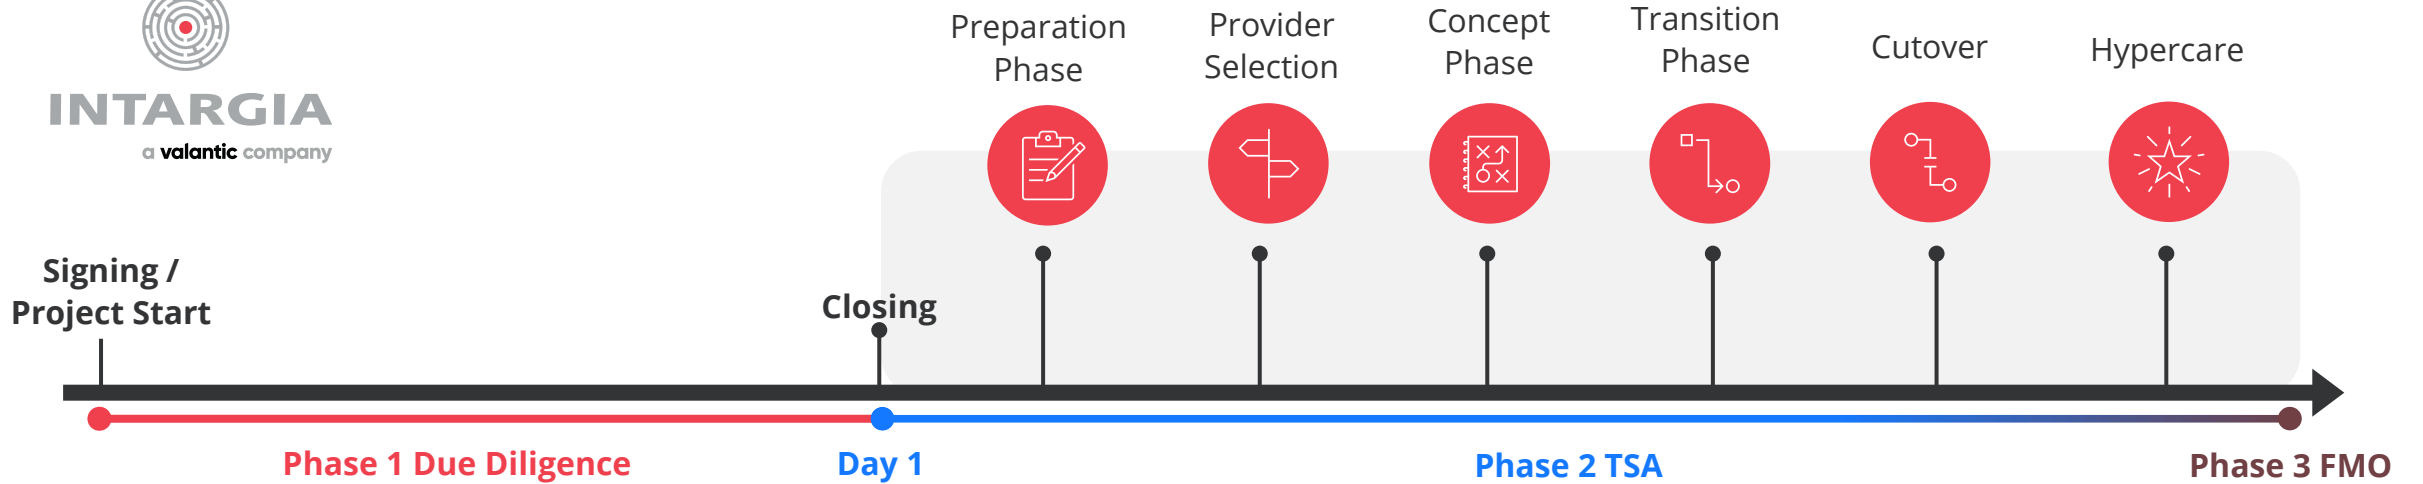 INTARGIA
a valantic company
Preparation
Phase
Provider
Selection
Concept
Phase
Transition
Phase
Cutover
Hypercare
Signing /
Project Start
Closing
Phase 1 Due Diligence
Day 1
Phase 2 TSA
Phase 3 FMO